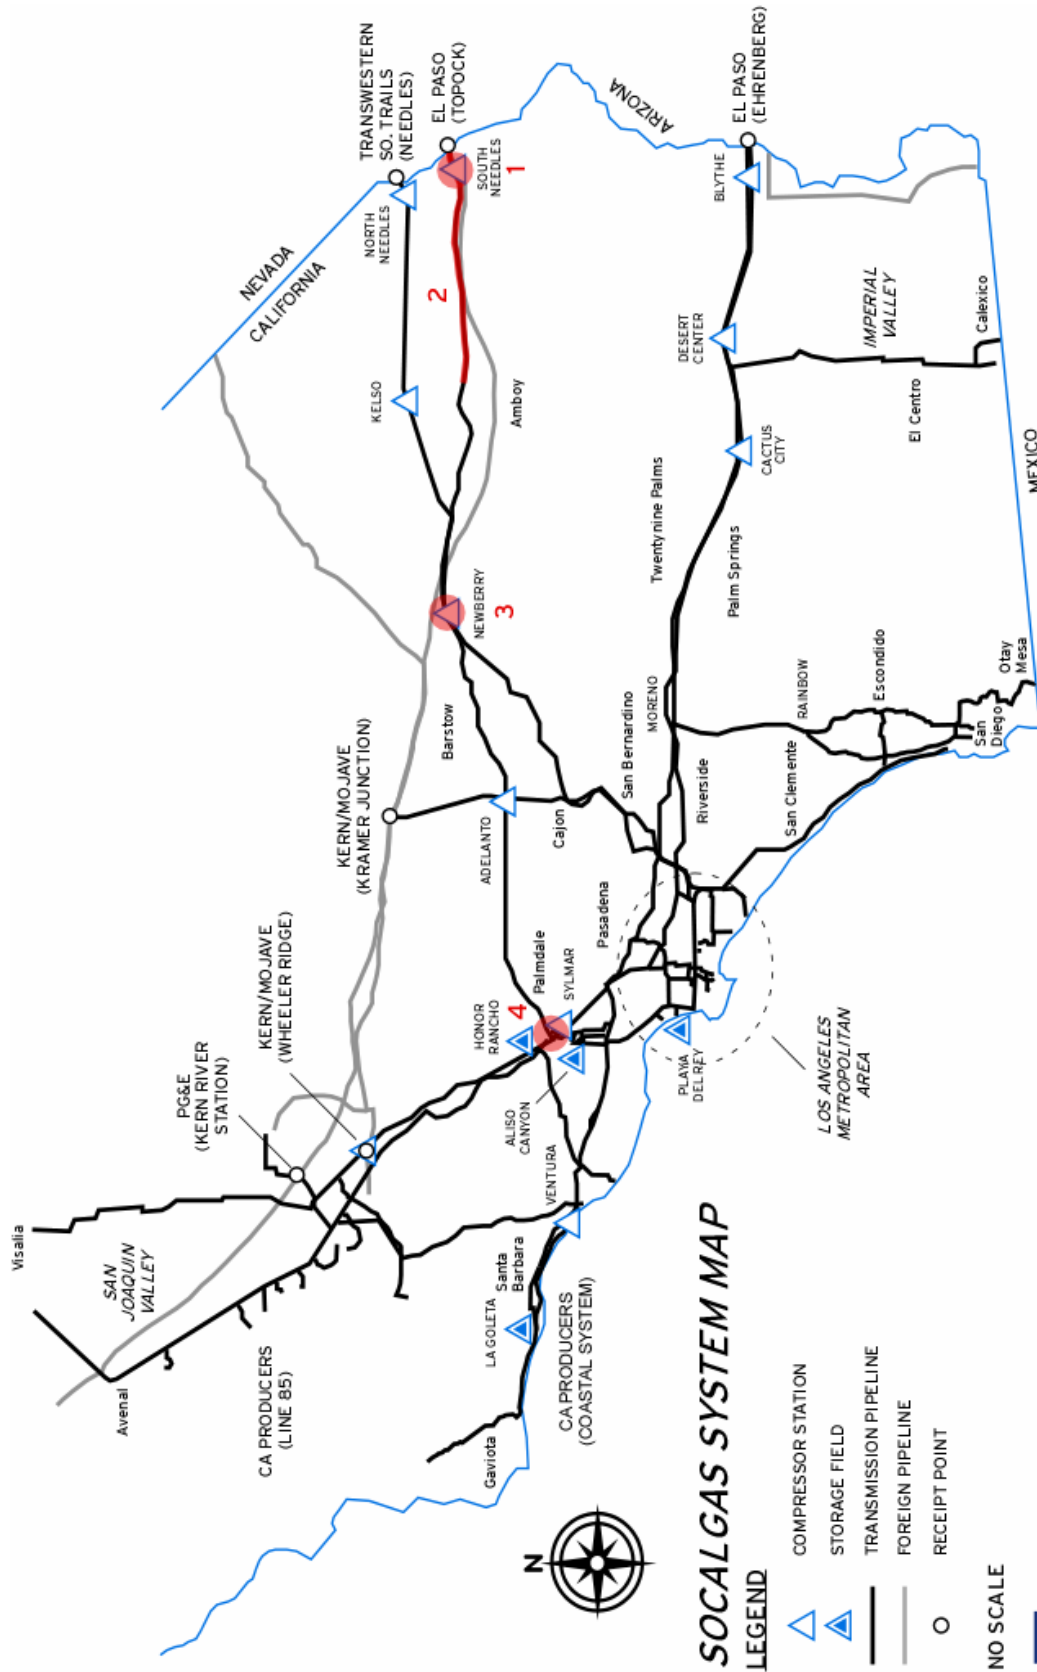 SOCALGAS SYSTEM MAP
LEGEND
COMPRESSOR STATION
STORAGE FIELD
TRANSMISSION PIPELINE
FOREIGN PIPELINE
RECEIPT POINT
NO SCALE
N
Visalia
SAN
JOAQUIN
VALLEY
Avenal
CA PRODUCERS
(LINE 85)
PG&E
(KERN RIVER
STATION)
KERN/MOJAVE
(WHEELER RIDGE)
KERN/MOJAVE
(KRAMER JUNCTION)
NEVADA
CALIFORNIA
TRANSWESTERN
SO. TRAILS
(NEEDLES)
EL PASO
(TOPOCK)
NORTH
NEEDLES
SOUTH
NEEDLES
1
2
KELSO
Amboy
NEWBERRY
3
Barstow
ADELANTO
Cajon
Palmdale
4
HONOR
RANCHO
SYLMAR
Pasadena
San Bernardino
MORENO
Riverside
ALISO
CANYON
VENTURA
Santa
Barbara
LA GOLETA
Gaviota
CA PRODUCERS
(COASTAL SYSTEM)
PLAYA
DEL REY
LOS ANGELES
METROPOLITAN
AREA
San Clemente
RAINBOW
Escondido
San
Diego
Otay
Mesa
Twentynine Palms
Palm Springs
CACTUS
CITY
DESERT
CENTER
BLYTHE
EL PASO
(EHRENBERG)
ARIZONA
IMPERIAL
VALLEY
El Centro
Calexico
MEXICO